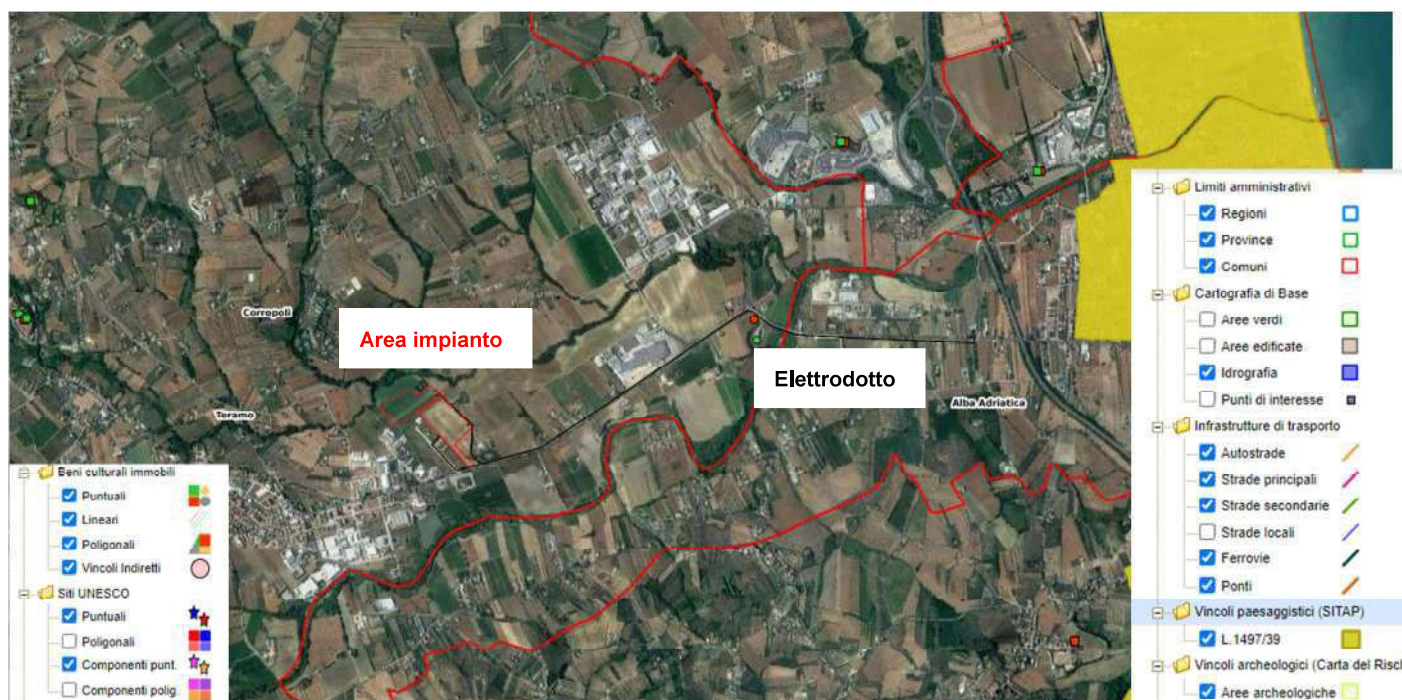 Limiti amministrativi
Regioni
Province
Comuni
Cartografia di Base
Aree verdi
Aree edificate
Idrografia
Punti di interesse
Infrastrutture di trasporto
Autostrade
Strade principali
Strade secondarie
Strade locali
Ferrovie
Ponti
Vincoli paesaggistici (SITAP)
L.1497/39
Vincoli archeologici (Carta del Risc
Aree archeologiche
Corropoli
Area impianto
Elettrodotto
Alba Adriatica
Teramo
Beni culturali immobili
Puntuali
Lineari
Poligonali
Vincoli Indiretti
Siti UNESCO
Puntuali
Poligonali
Componenti punt.
Componenti polig.